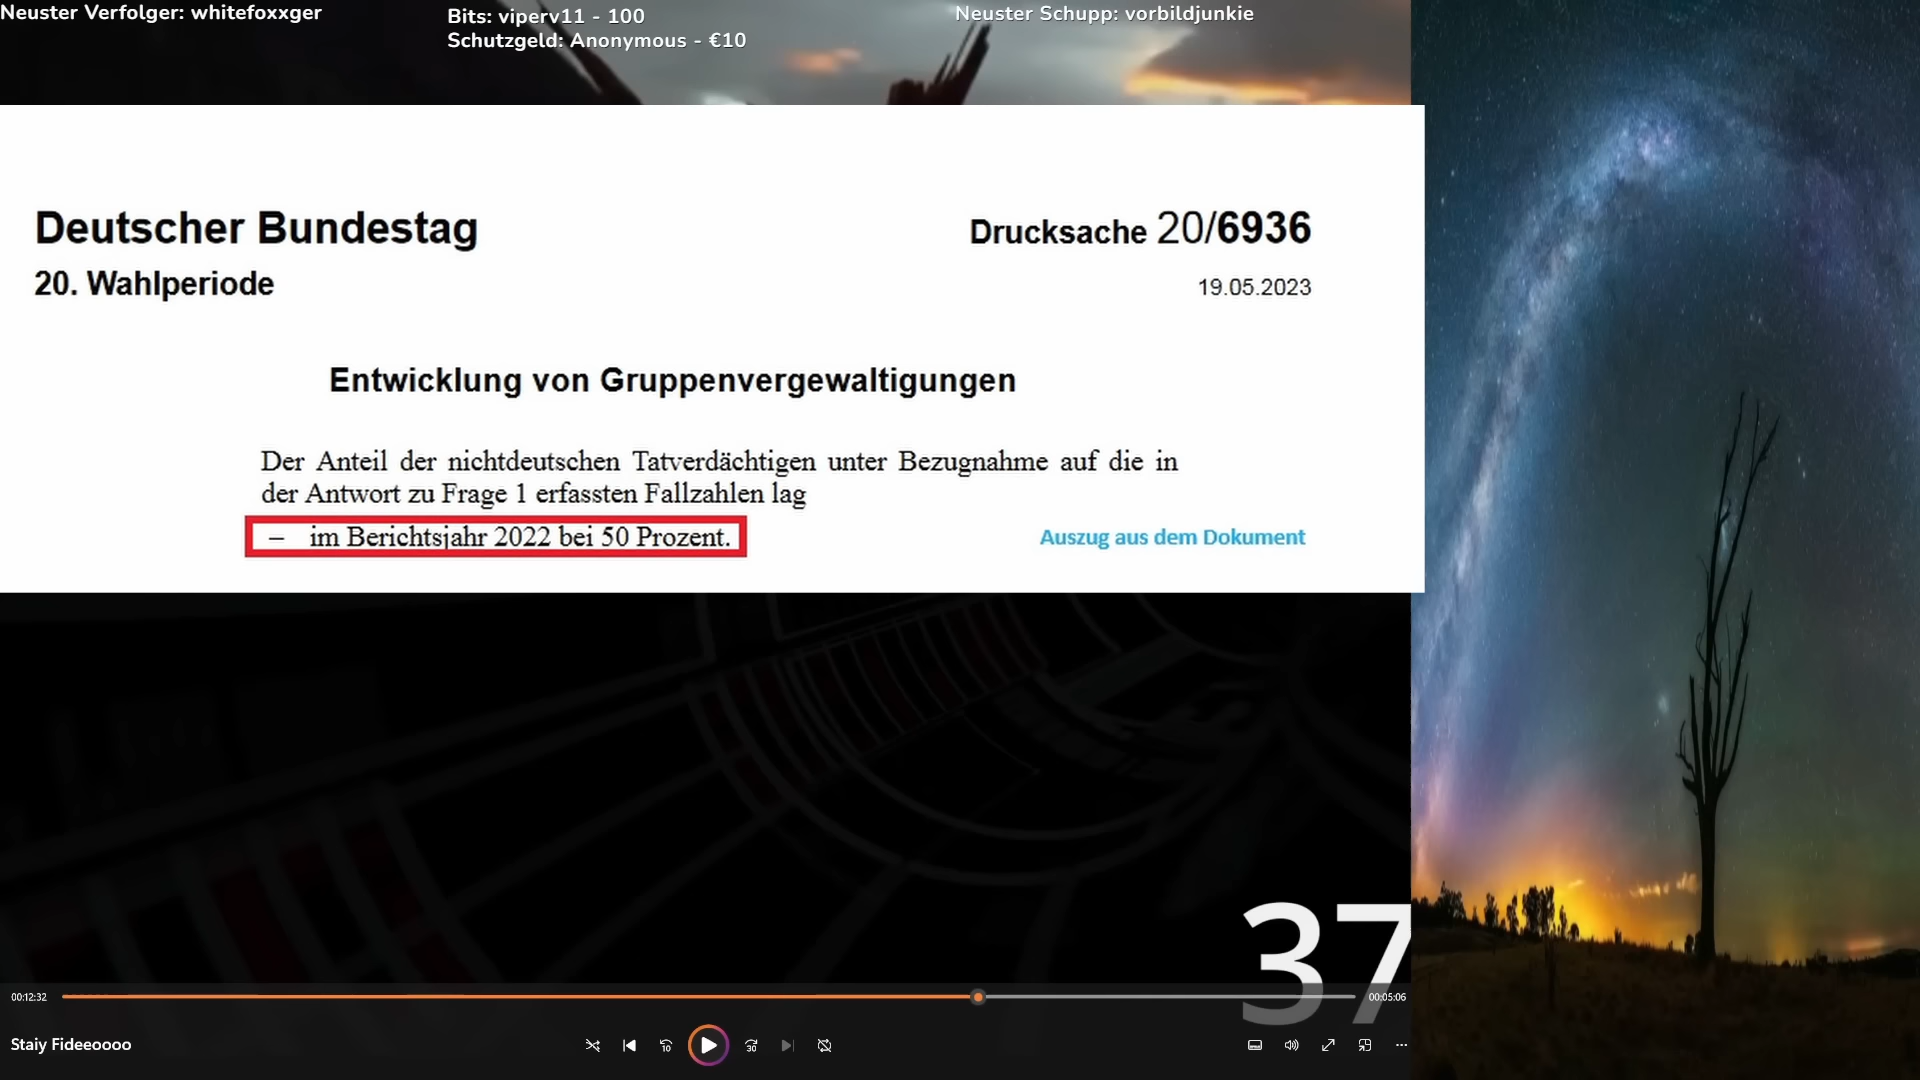 Neuster Verfolger: whitefoxxger
Bits: viperv11 - 100
Schutzgeld: Anonymous - €10
Neuster Schupp: vorbildjunkie
Deutscher Bundestag
Drucksache 20/6936
20. Wahlperiode
19.05.2023
Entwicklung von Gruppenvergewaltigungen
Der Anteil der nichtdeutschen Tatverdächtigen unter Bezugnahme auf die in
der Antwort zu Frage 1 erfassten Fallzahlen lag
– im Berichtsjahr 2022 bei 50 Prozent.
Auszug aus dem Dokument
37
00:12:32
00:05:06
Staiy Fideeoooo
10
30